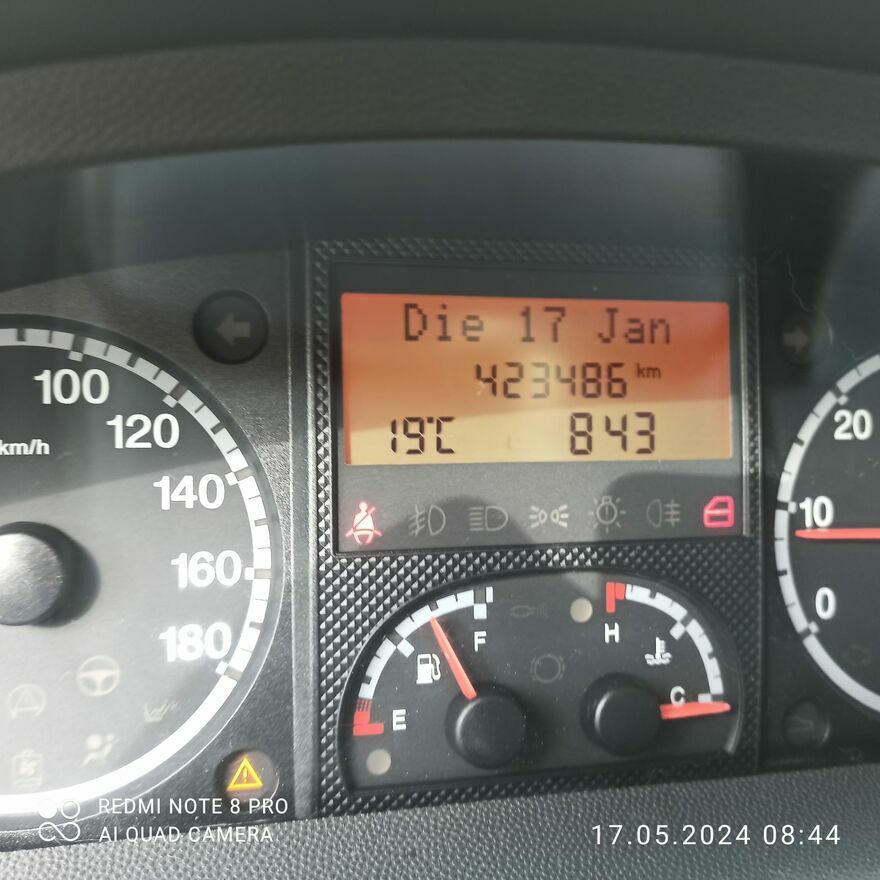 Die 17 Jan
423486 km
19°C 843
100
120
km/h
140
160
180
20
10
0
F
E
H
C
REDMI NOTE 8 PRO
AI QUAD CAMERA
17.05.2024 08:44